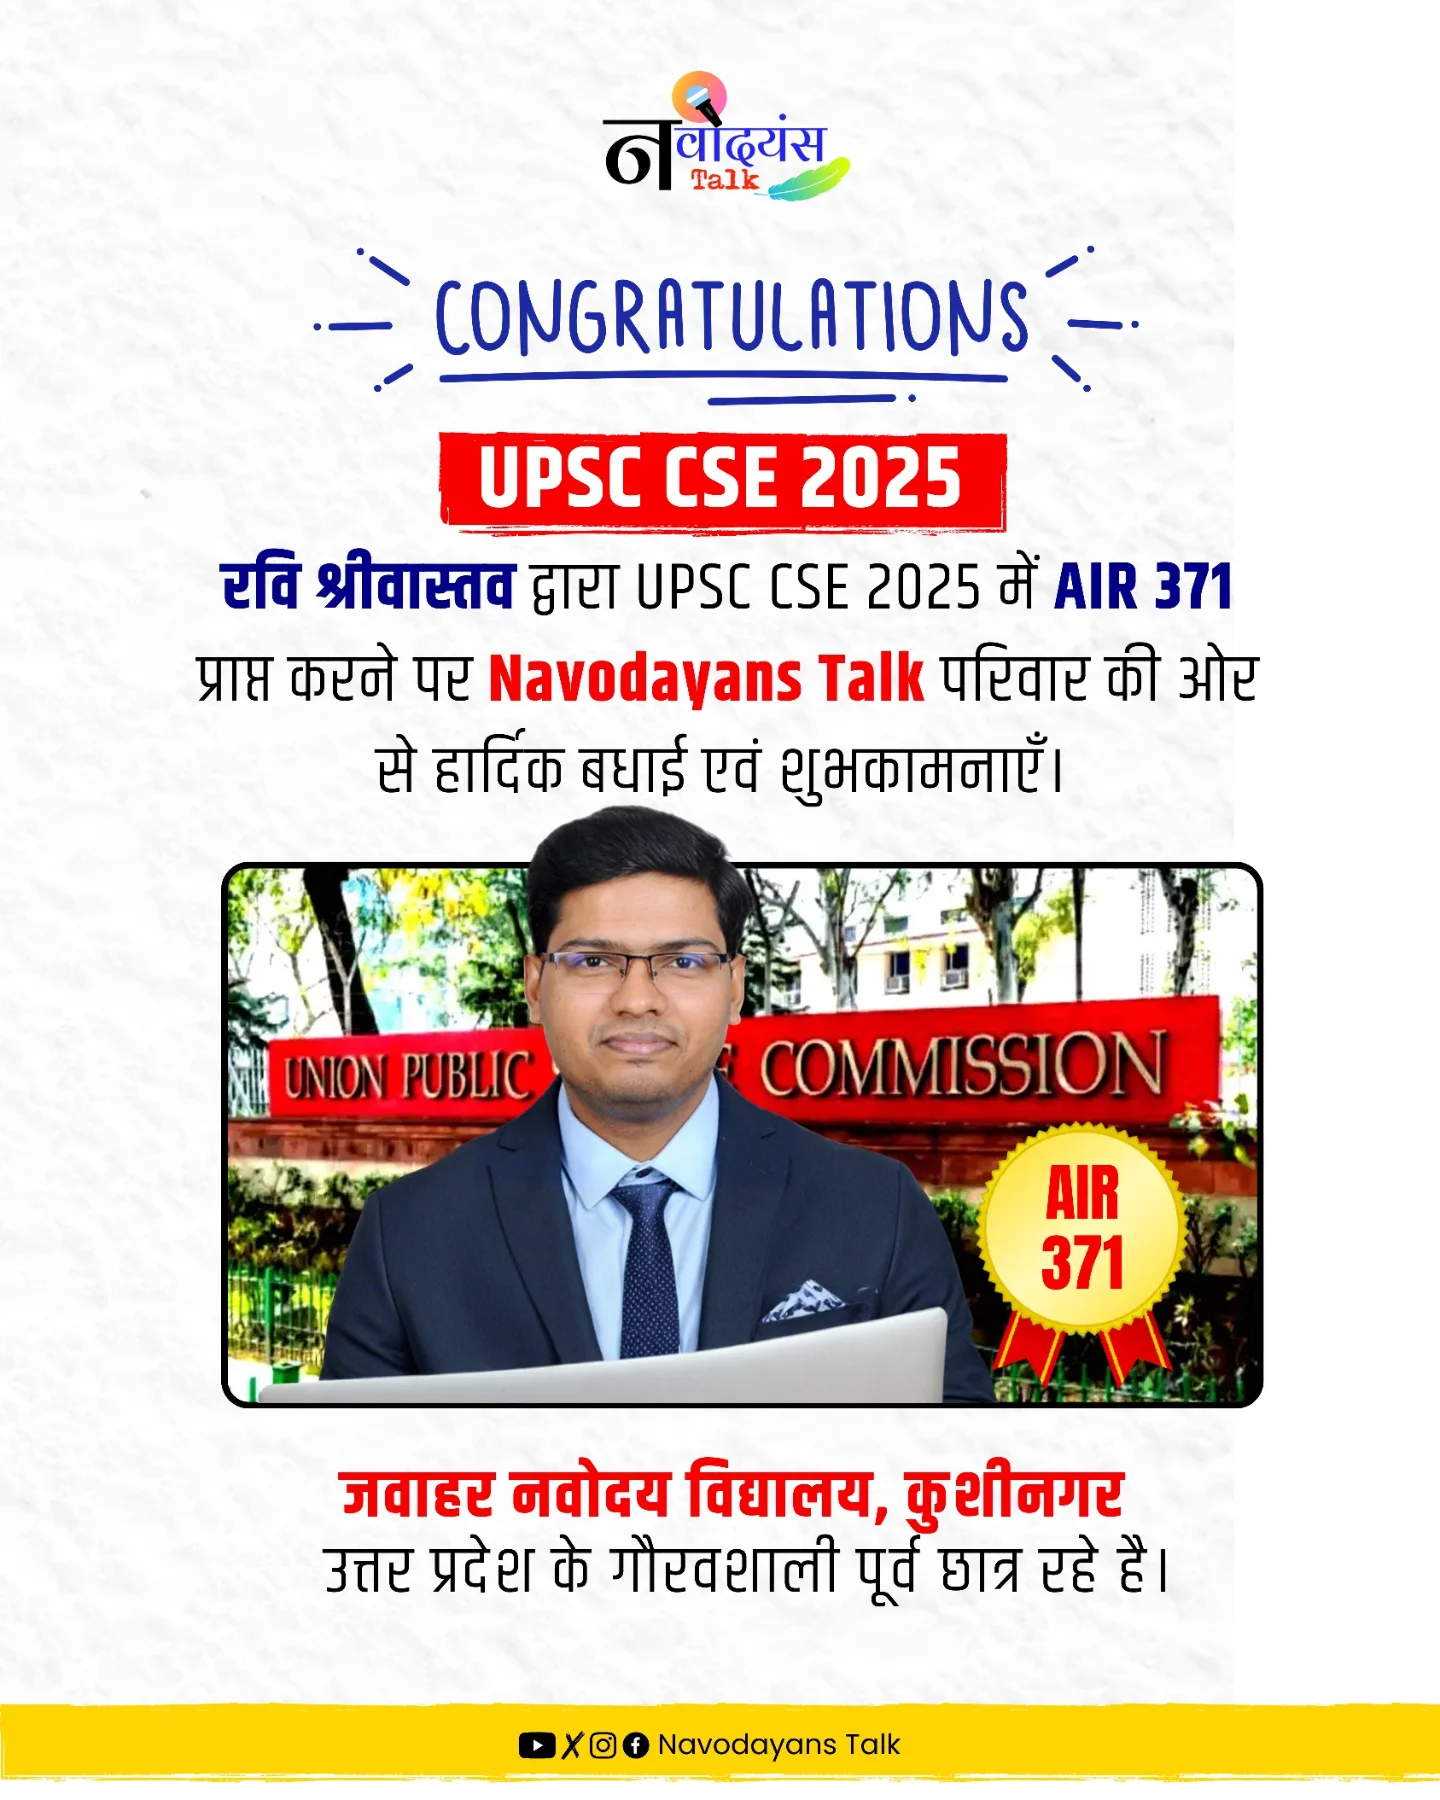 नवोदयंस
Talk
CONGRATULATIONS
UPSC CSE 2025
रवि श्रीवास्तव द्वारा UPSC CSE 2025 में AIR 371
प्राप्त करने पर Navodayans Talk परिवार की ओर
से हार्दिक बधाई एवं शुभकामनाएँ।
UNION PUBLIC E COMMISSION
AIR
371
जवाहर नवोदय विद्यालय, कुशीनगर
उत्तर प्रदेश के गौरवशाली पूर्व छात्र रहे है।
Navodayans Talk